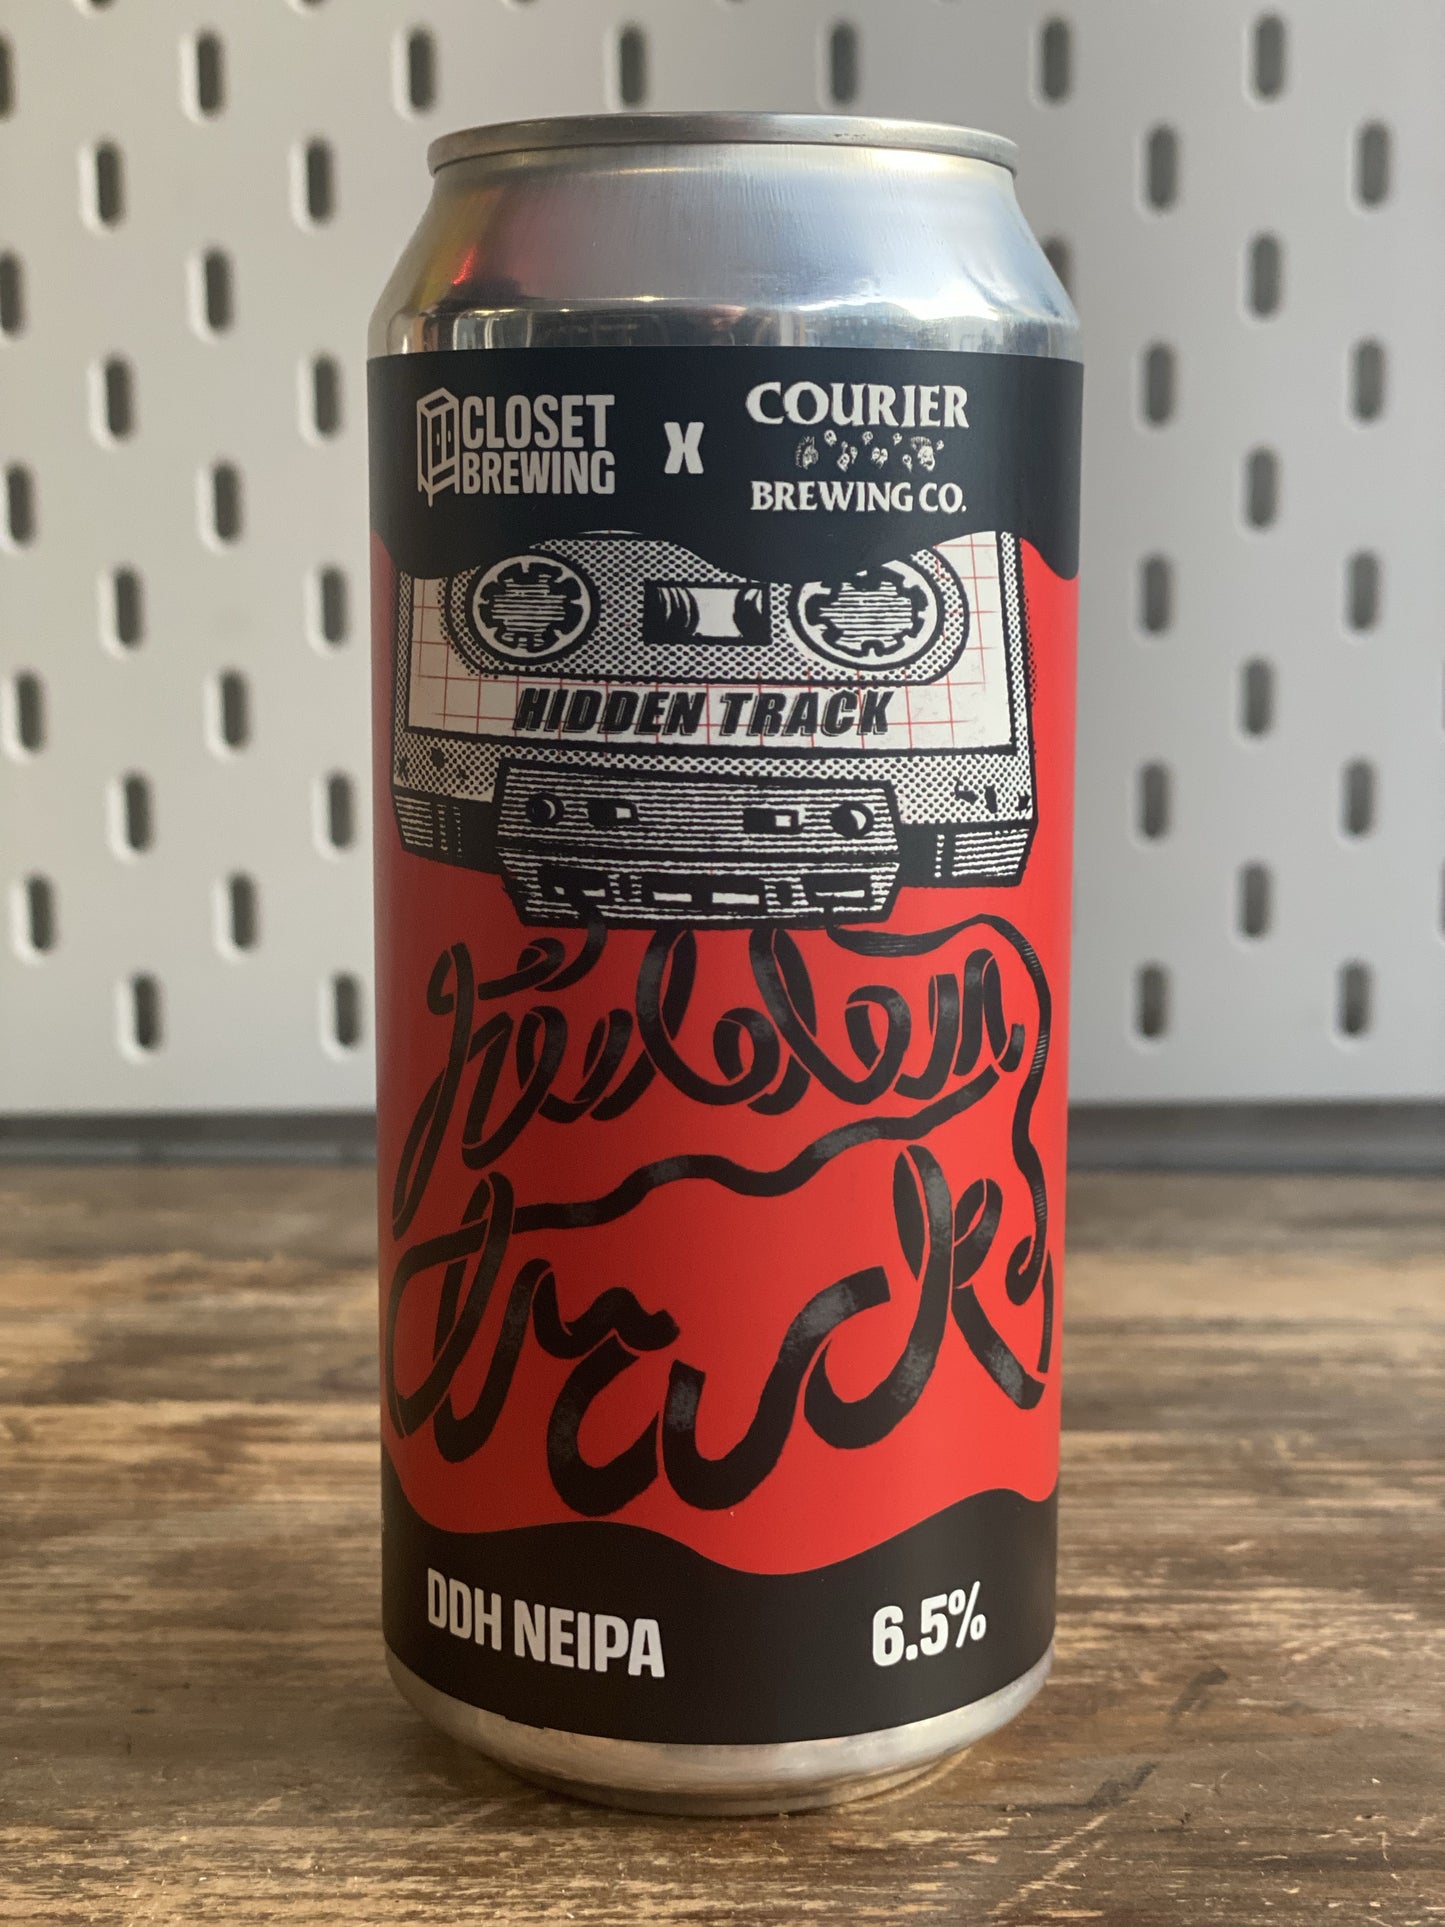 CLOSET
BREWING
X
COURIER
BREWING CO.
HIDDEN TRACK
hidden
track
DDH NEIPA
6.5%